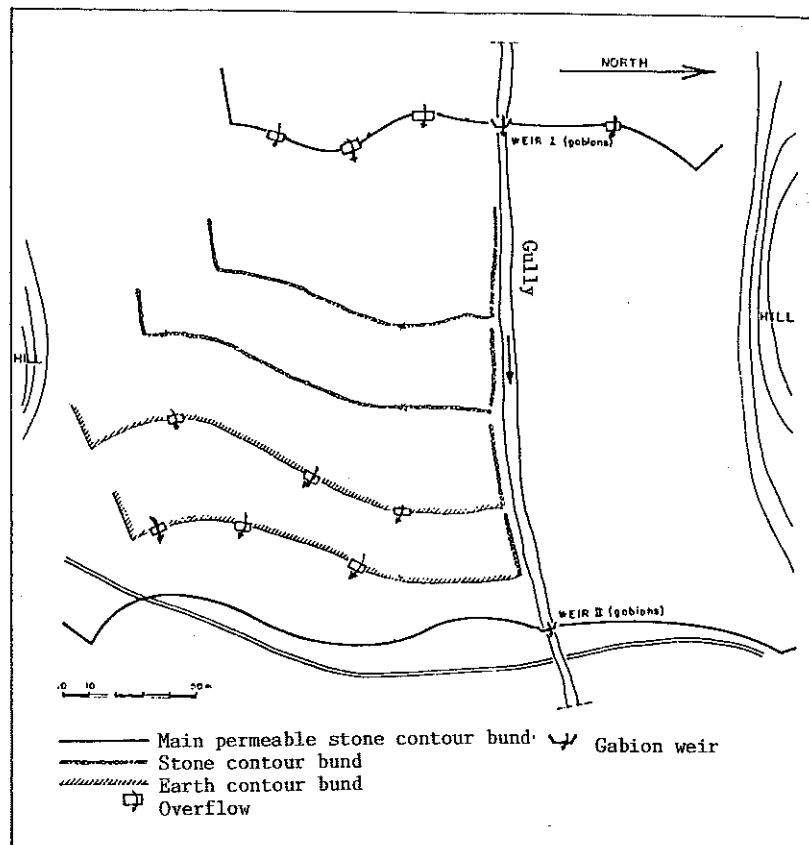 NORTH
WEIR I (gabions)
Gully
HILL
HILL
WEIR II (gabions)
0 10 50m
Main permeable stone contour bund
Gabion weir
Stone contour bund
Earth contour bund
Overflow